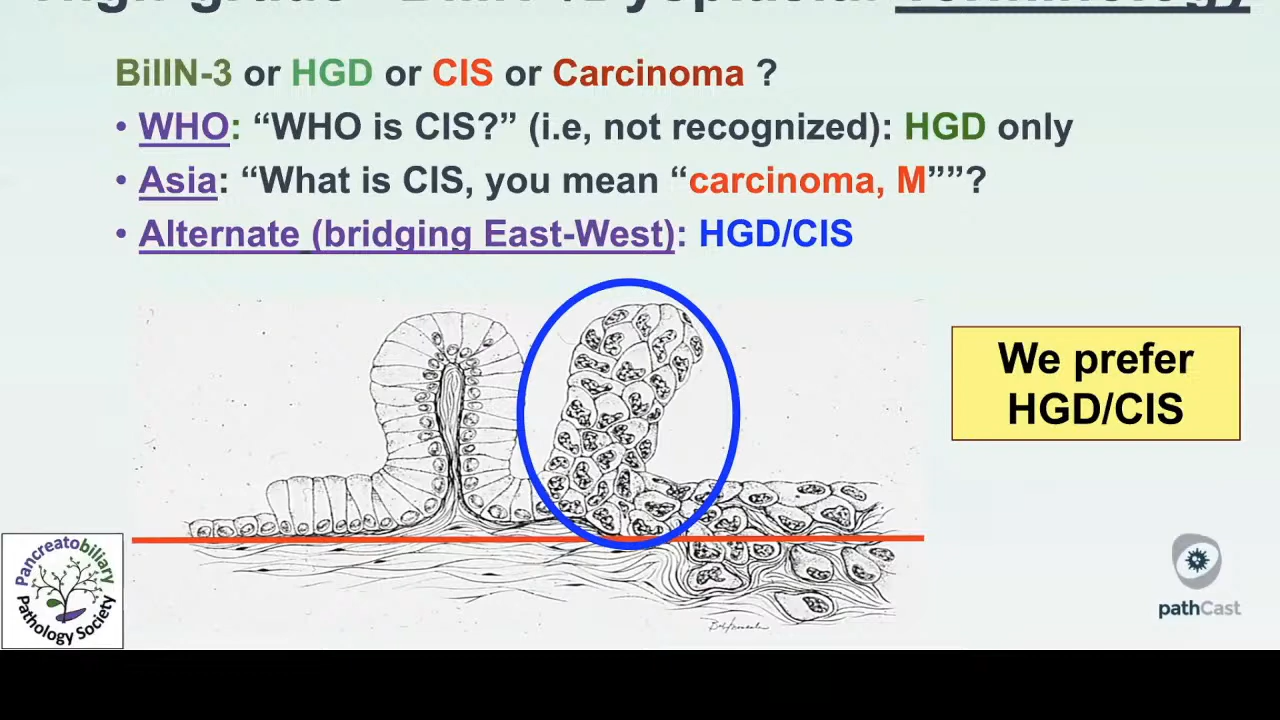 BilIN-3 or HGD or CIS or Carcinoma ?
• WHO: “WHO is CIS?” (i.e, not recognized): HGD only
• Asia: “What is CIS, you mean “carcinoma, M””?
• Alternate (bridging East-West): HGD/CIS
We prefer
HGD/CIS
Pancreatobiliary
Pathology Society
pathCast